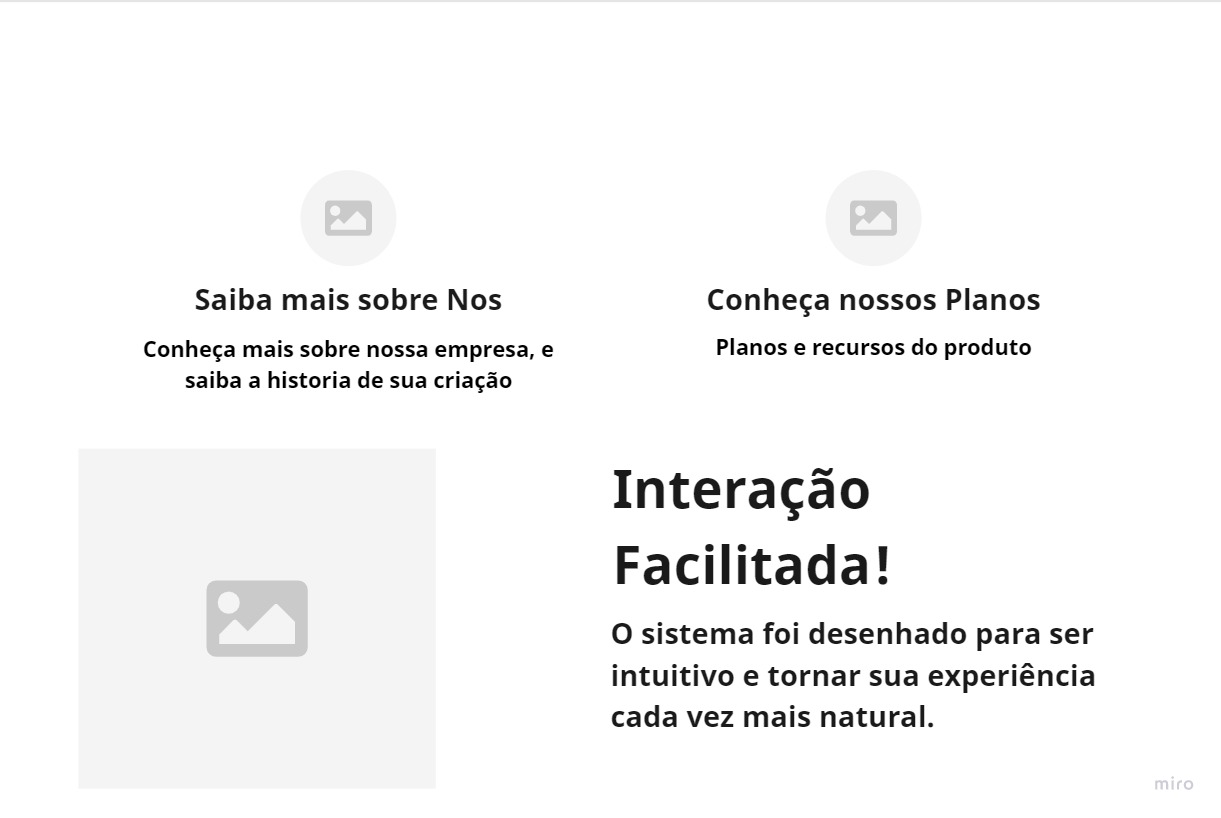 Saiba mais sobre Nos
Conheça mais sobre nossa empresa, e
saiba a historia de sua criação
Conheça nossos Planos
Planos e recursos do produto
Interação
Facilitada!
O sistema foi desenhado para ser
intuitivo e tornar sua experiência
cada vez mais natural.
miro